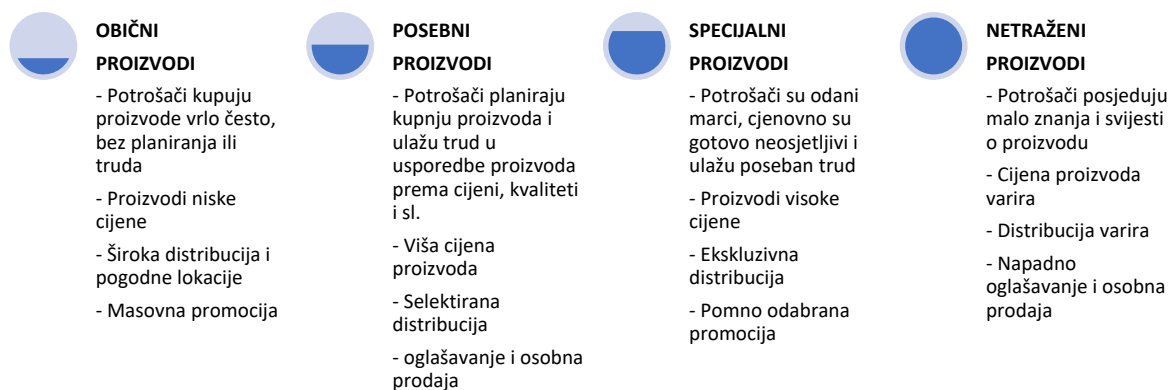 OBIČNI
PROIZVODI
- Potrošači kupuju
proizvode vrlo često,
bez planiranja ili
truda
- Proizvodi niske
cijene
- Široka distribucija i
pogodne lokacije
- Masovna promocija
POSEBNI
PROIZVODI
- Potrošači planiraju
kupnju proizvoda i
ulažu trud u
usporedbe proizvoda
prema cijeni, kvaliteti
i sl.
- Viša cijena
proizvoda
- Selektirana
distribucija
- oglašavanje i osobna
prodaja
SPECIJALNI
PROIZVODI
- Potrošači su odani
marci, cjenovno su
gotovo neosjetljivi i
ulažu poseban trud
- Proizvodi visoke
cijene
- Ekskluzivna
distribucija
- Pomno odabrana
promocija
NETRAŽENI
PROIZVODI
- Potrošači posjeduju
malo znanja i svijesti
o proizvodu
- Cijena proizvoda
varira
- Distribucija varira
- Napadno
oglašavanje i osobna
prodaja